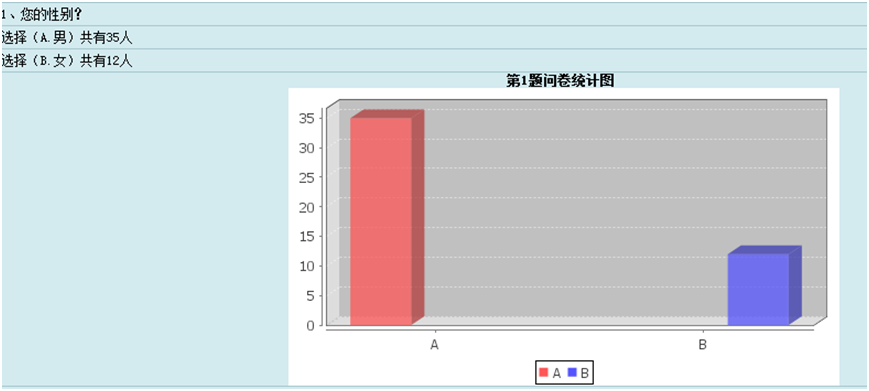 1、您的性别?
选择（A.男）共有35人
选择（B.女）共有12人
第1题问卷统计图
35
30
25
20
15
10
5
0
A B
A B